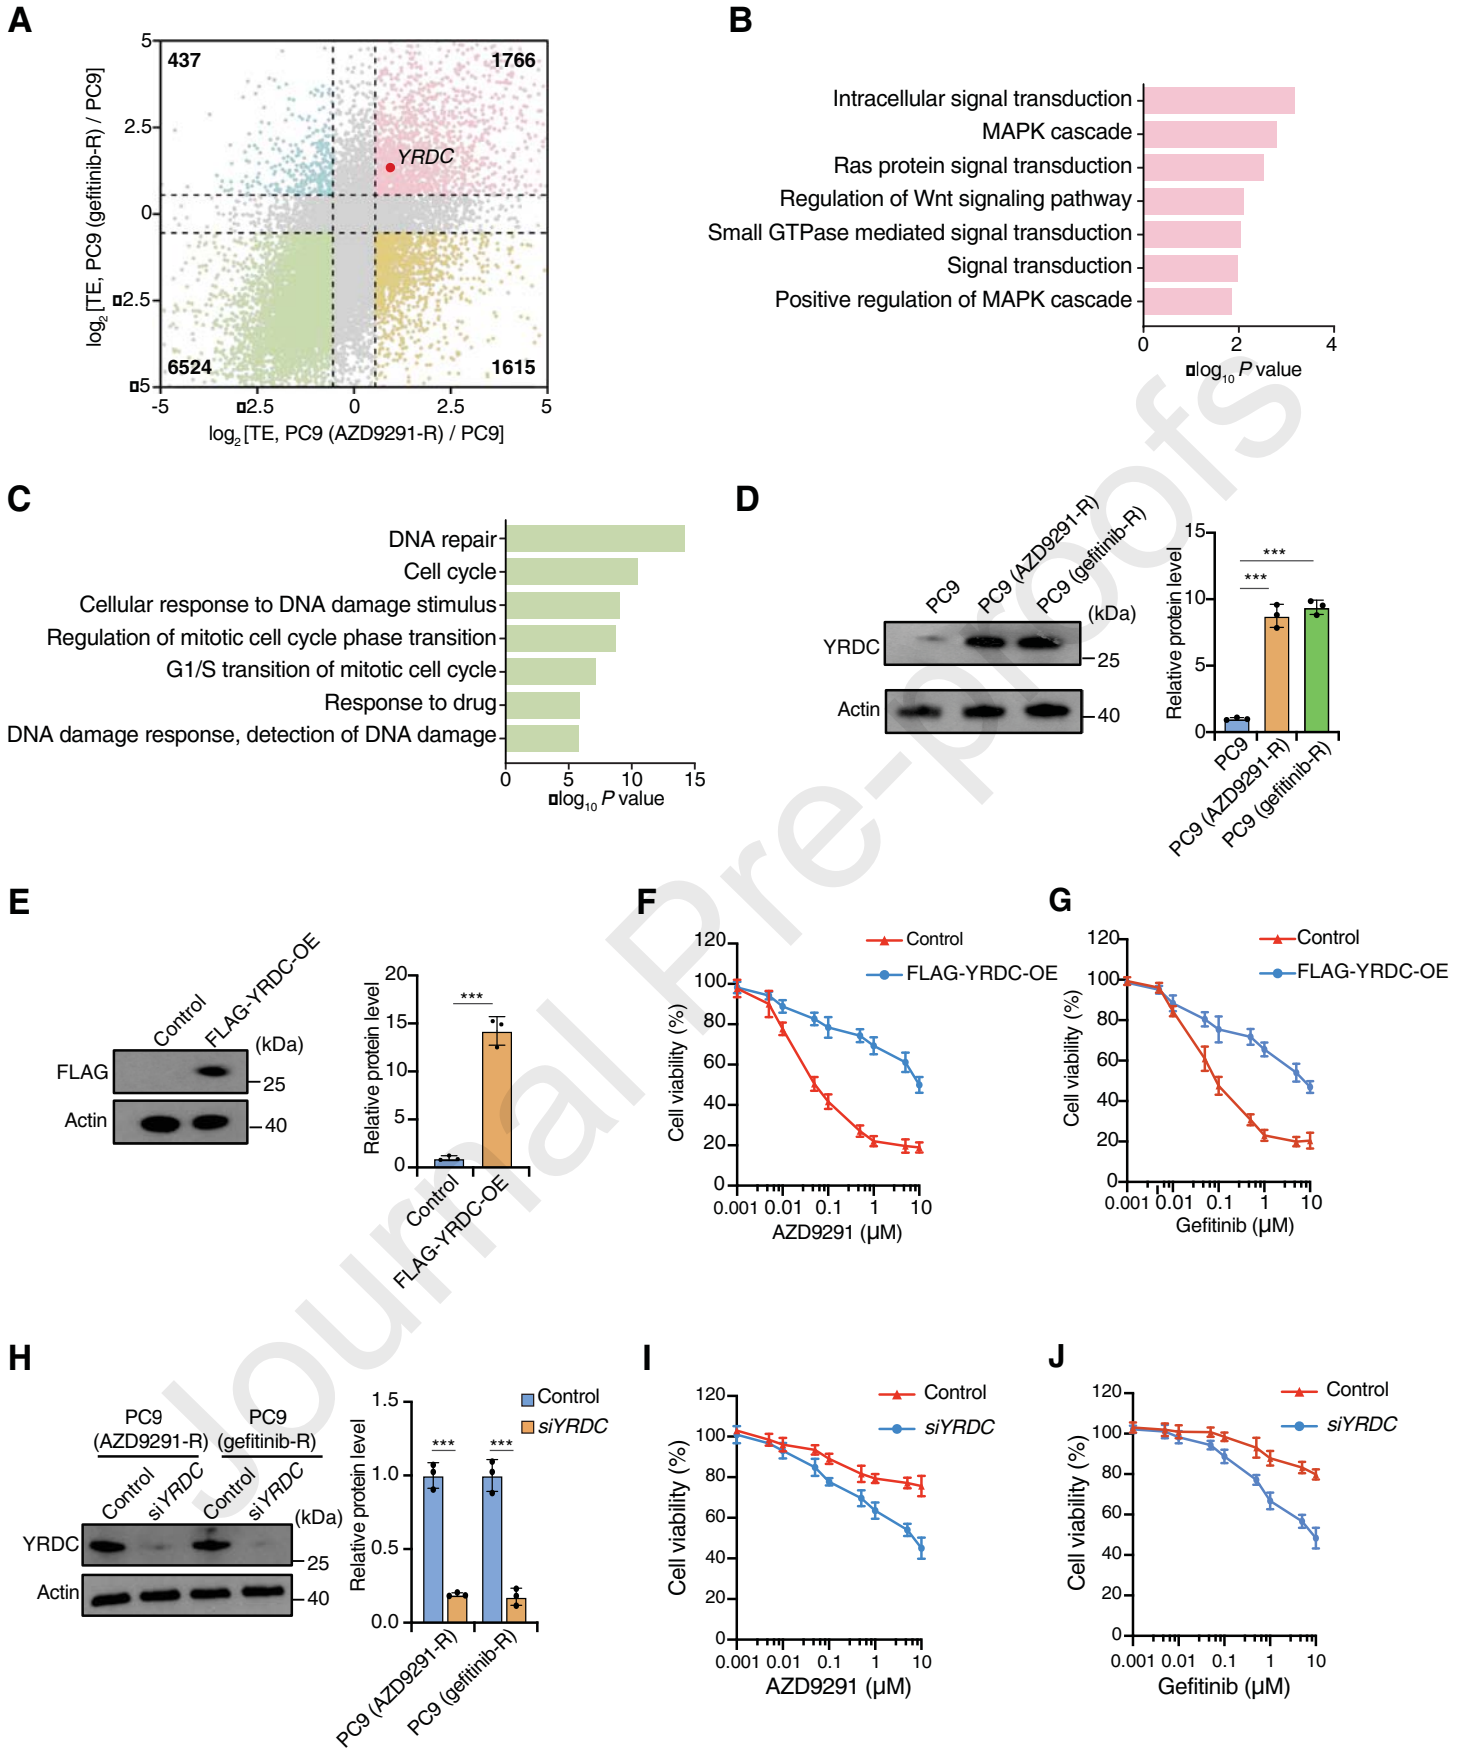 A
5
2.5
0
▯2.5
▯5
437
1766
YRDC
6524
1615
-5
▯2.5
0
2.5
5
log2 [TE, PC9 (gefitinib-R) / PC9]
log2 [TE, PC9 (AZD9291-R) / PC9]
B
Intracellular signal transduction
MAPK cascade
Ras protein signal transduction
Regulation of Wnt signaling pathway
Small GTPase mediated signal transduction
Signal transduction
Positive regulation of MAPK cascade
0
2
4
▯log10 P value
C
DNA repair
Cell cycle
Cellular response to DNA damage stimulus
Regulation of mitotic cell cycle phase transition
G1/S transition of mitotic cell cycle
Response to drug
DNA damage response, detection of DNA damage
0
5
10
15
▯log10 P value
D
PC9
PC9 (AZD9291-R)
PC9 (gefitinib-R)
(kDa)
YRDC
25
Actin
40
Relative protein level
15
10
5
0
***
***
PC9
PC9 (AZD9291-R)
PC9 (gefitinib-R)
E
Control
FLAG-YRDC-OE
(kDa)
FLAG
25
Actin
40
Relative protein level
20
15
10
5
0
***
Control
FLAG-YRDC-OE
F
Control
FLAG-YRDC-OE
Cell viability (%)
120
100
80
60
40
20
0
0.001
0.01
0.1
1
10
AZD9291 (µM)
G
Control
FLAG-YRDC-OE
Cell viability (%)
120
100
80
60
40
20
0
0.001
0.01
0.1
1
10
Gefitinib (µM)
H
PC9
(AZD9291-R)
PC9
(gefitinib-R)
Control
siYRDC
Control
siYRDC
(kDa)
YRDC
25
Actin
40
Relative protein level
1.5
1.0
0.5
0.0
Control
siYRDC
***
***
PC9 (AZD9291-R)
PC9 (gefitinib-R)
I
Control
siYRDC
Cell viability (%)
120
100
80
60
40
20
0
0.001
0.01
0.1
1
10
AZD9291 (µM)
J
Control
siYRDC
Cell viability (%)
120
100
80
60
40
20
0
0.001
0.01
0.1
1
10
Gefitinib (µM)
Journal Pre-proofs